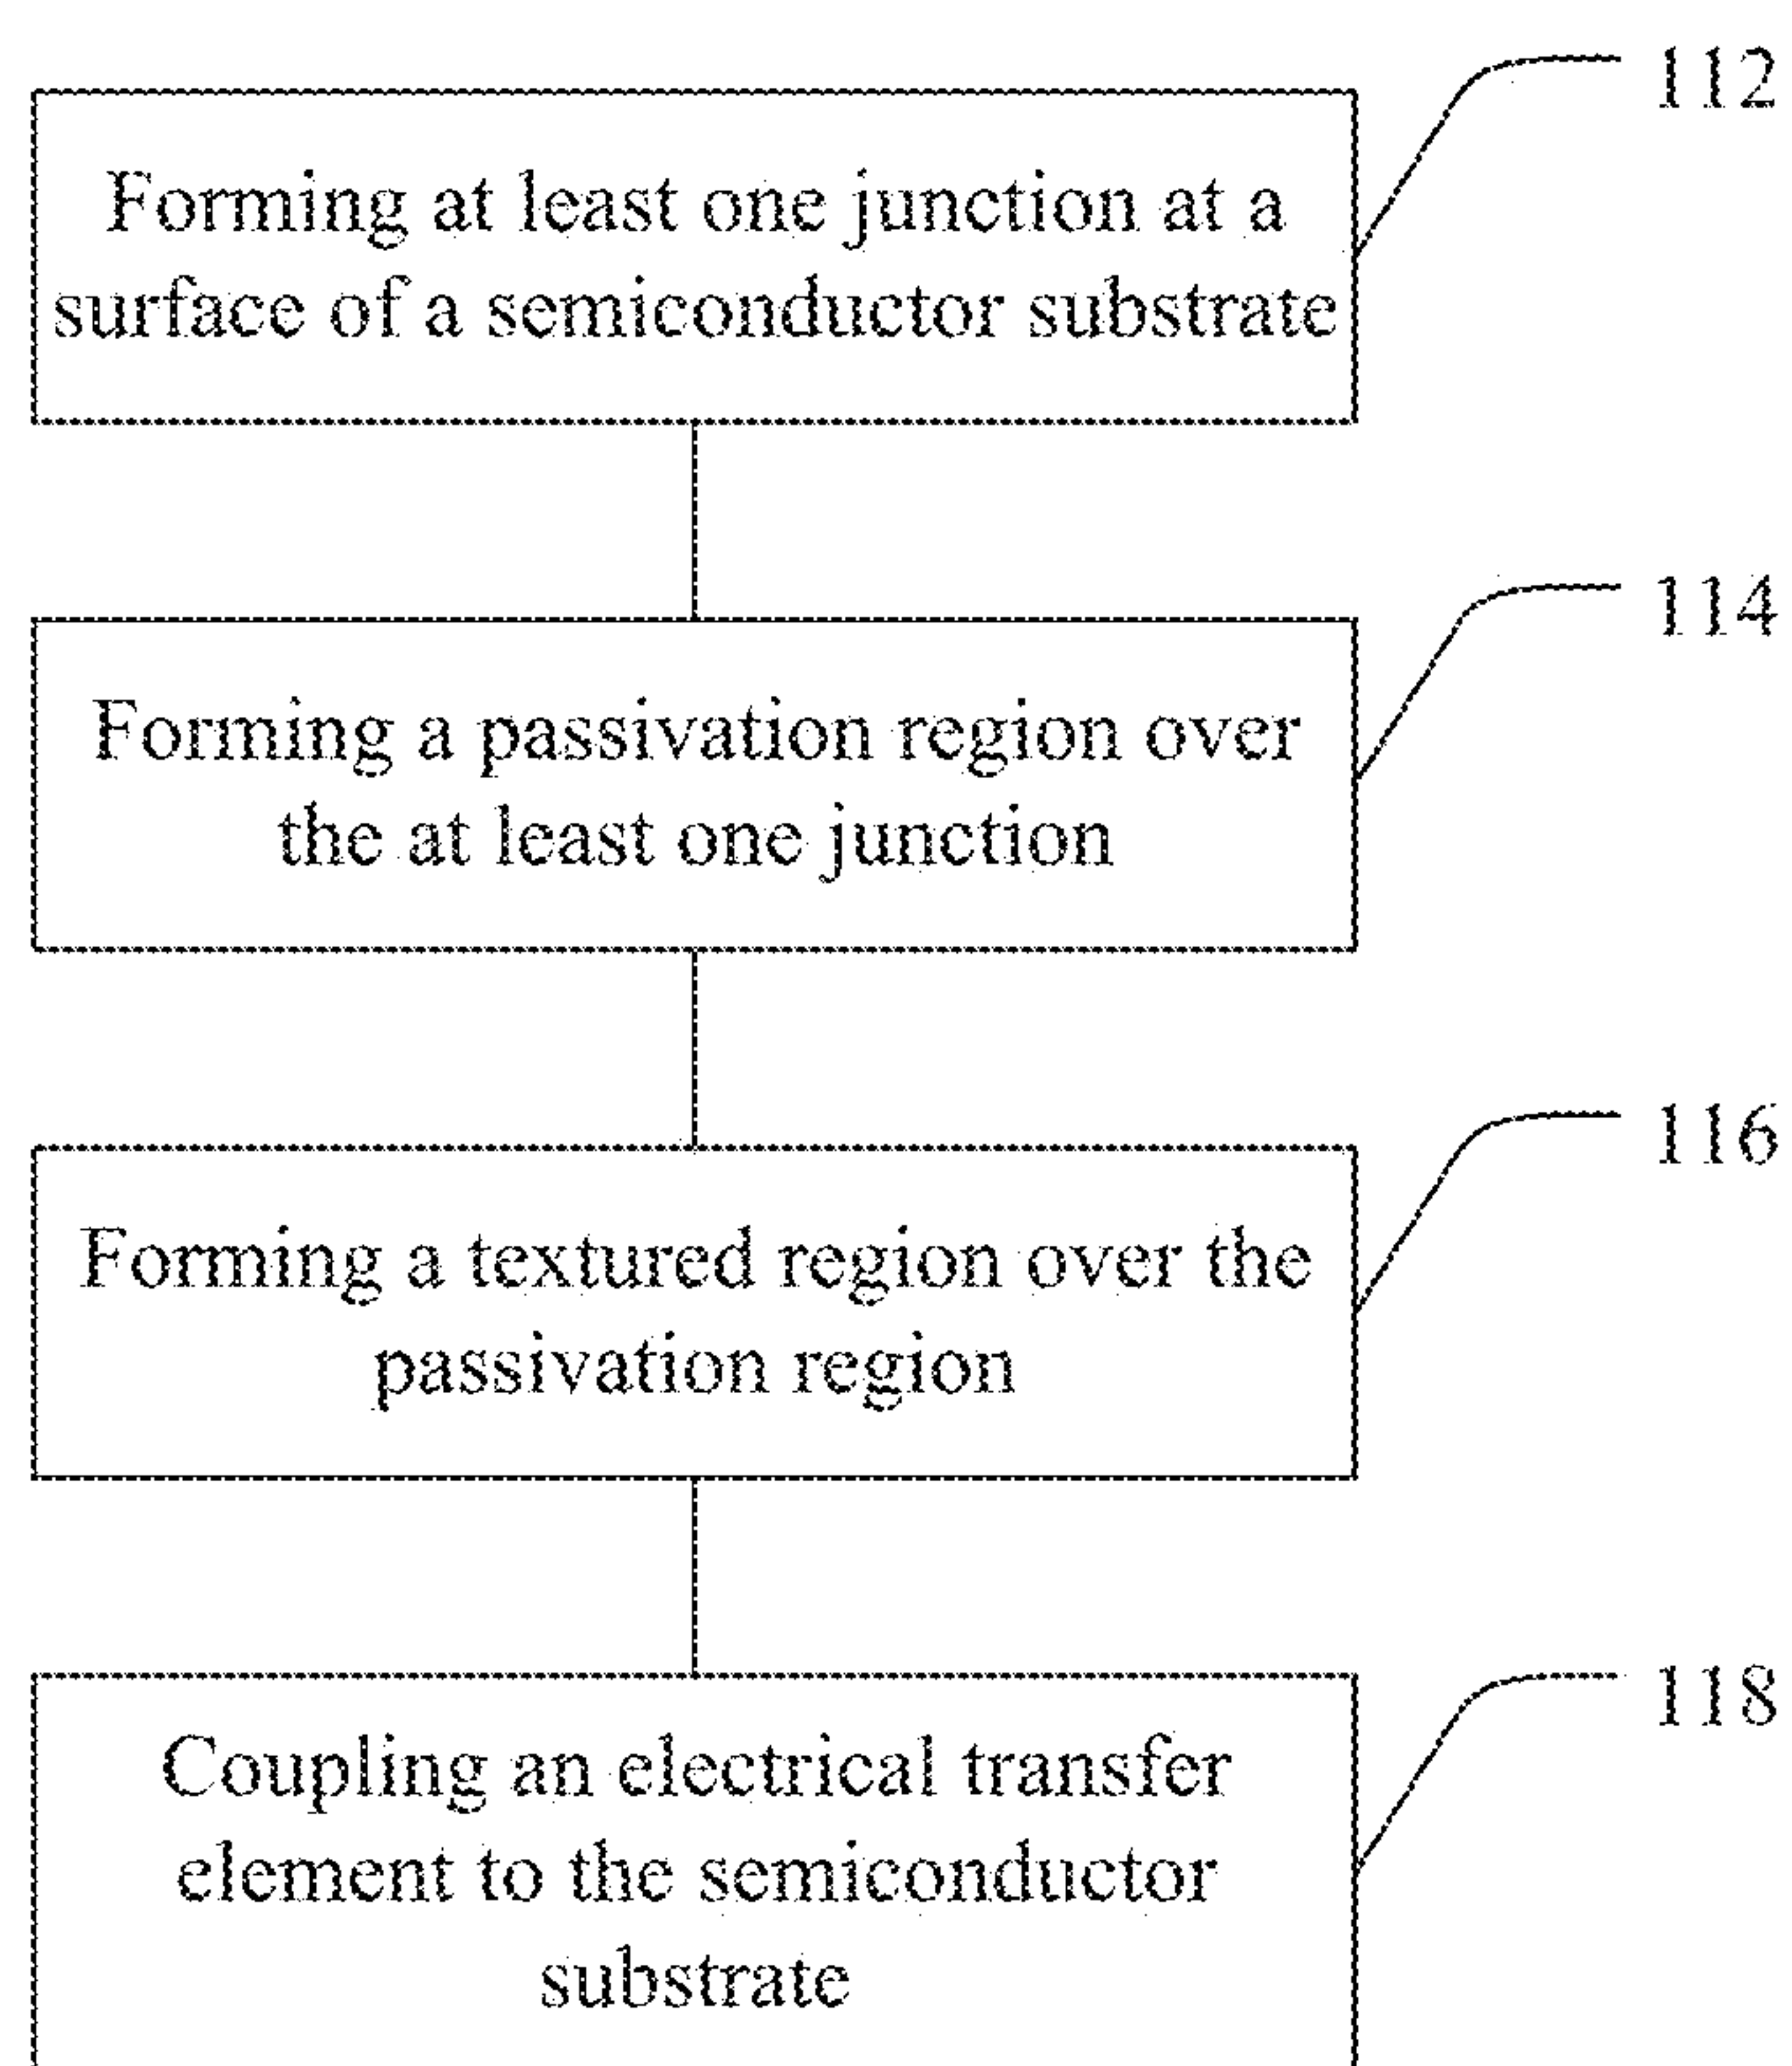 112
Forming at least one junction at a
surface of a semiconductor substrate
114
Forming a passivation region over
the at least one junction
116
Forming a textured region over the
passivation region
118
Coupling an electrical transfer
element to the semiconductor
substrate